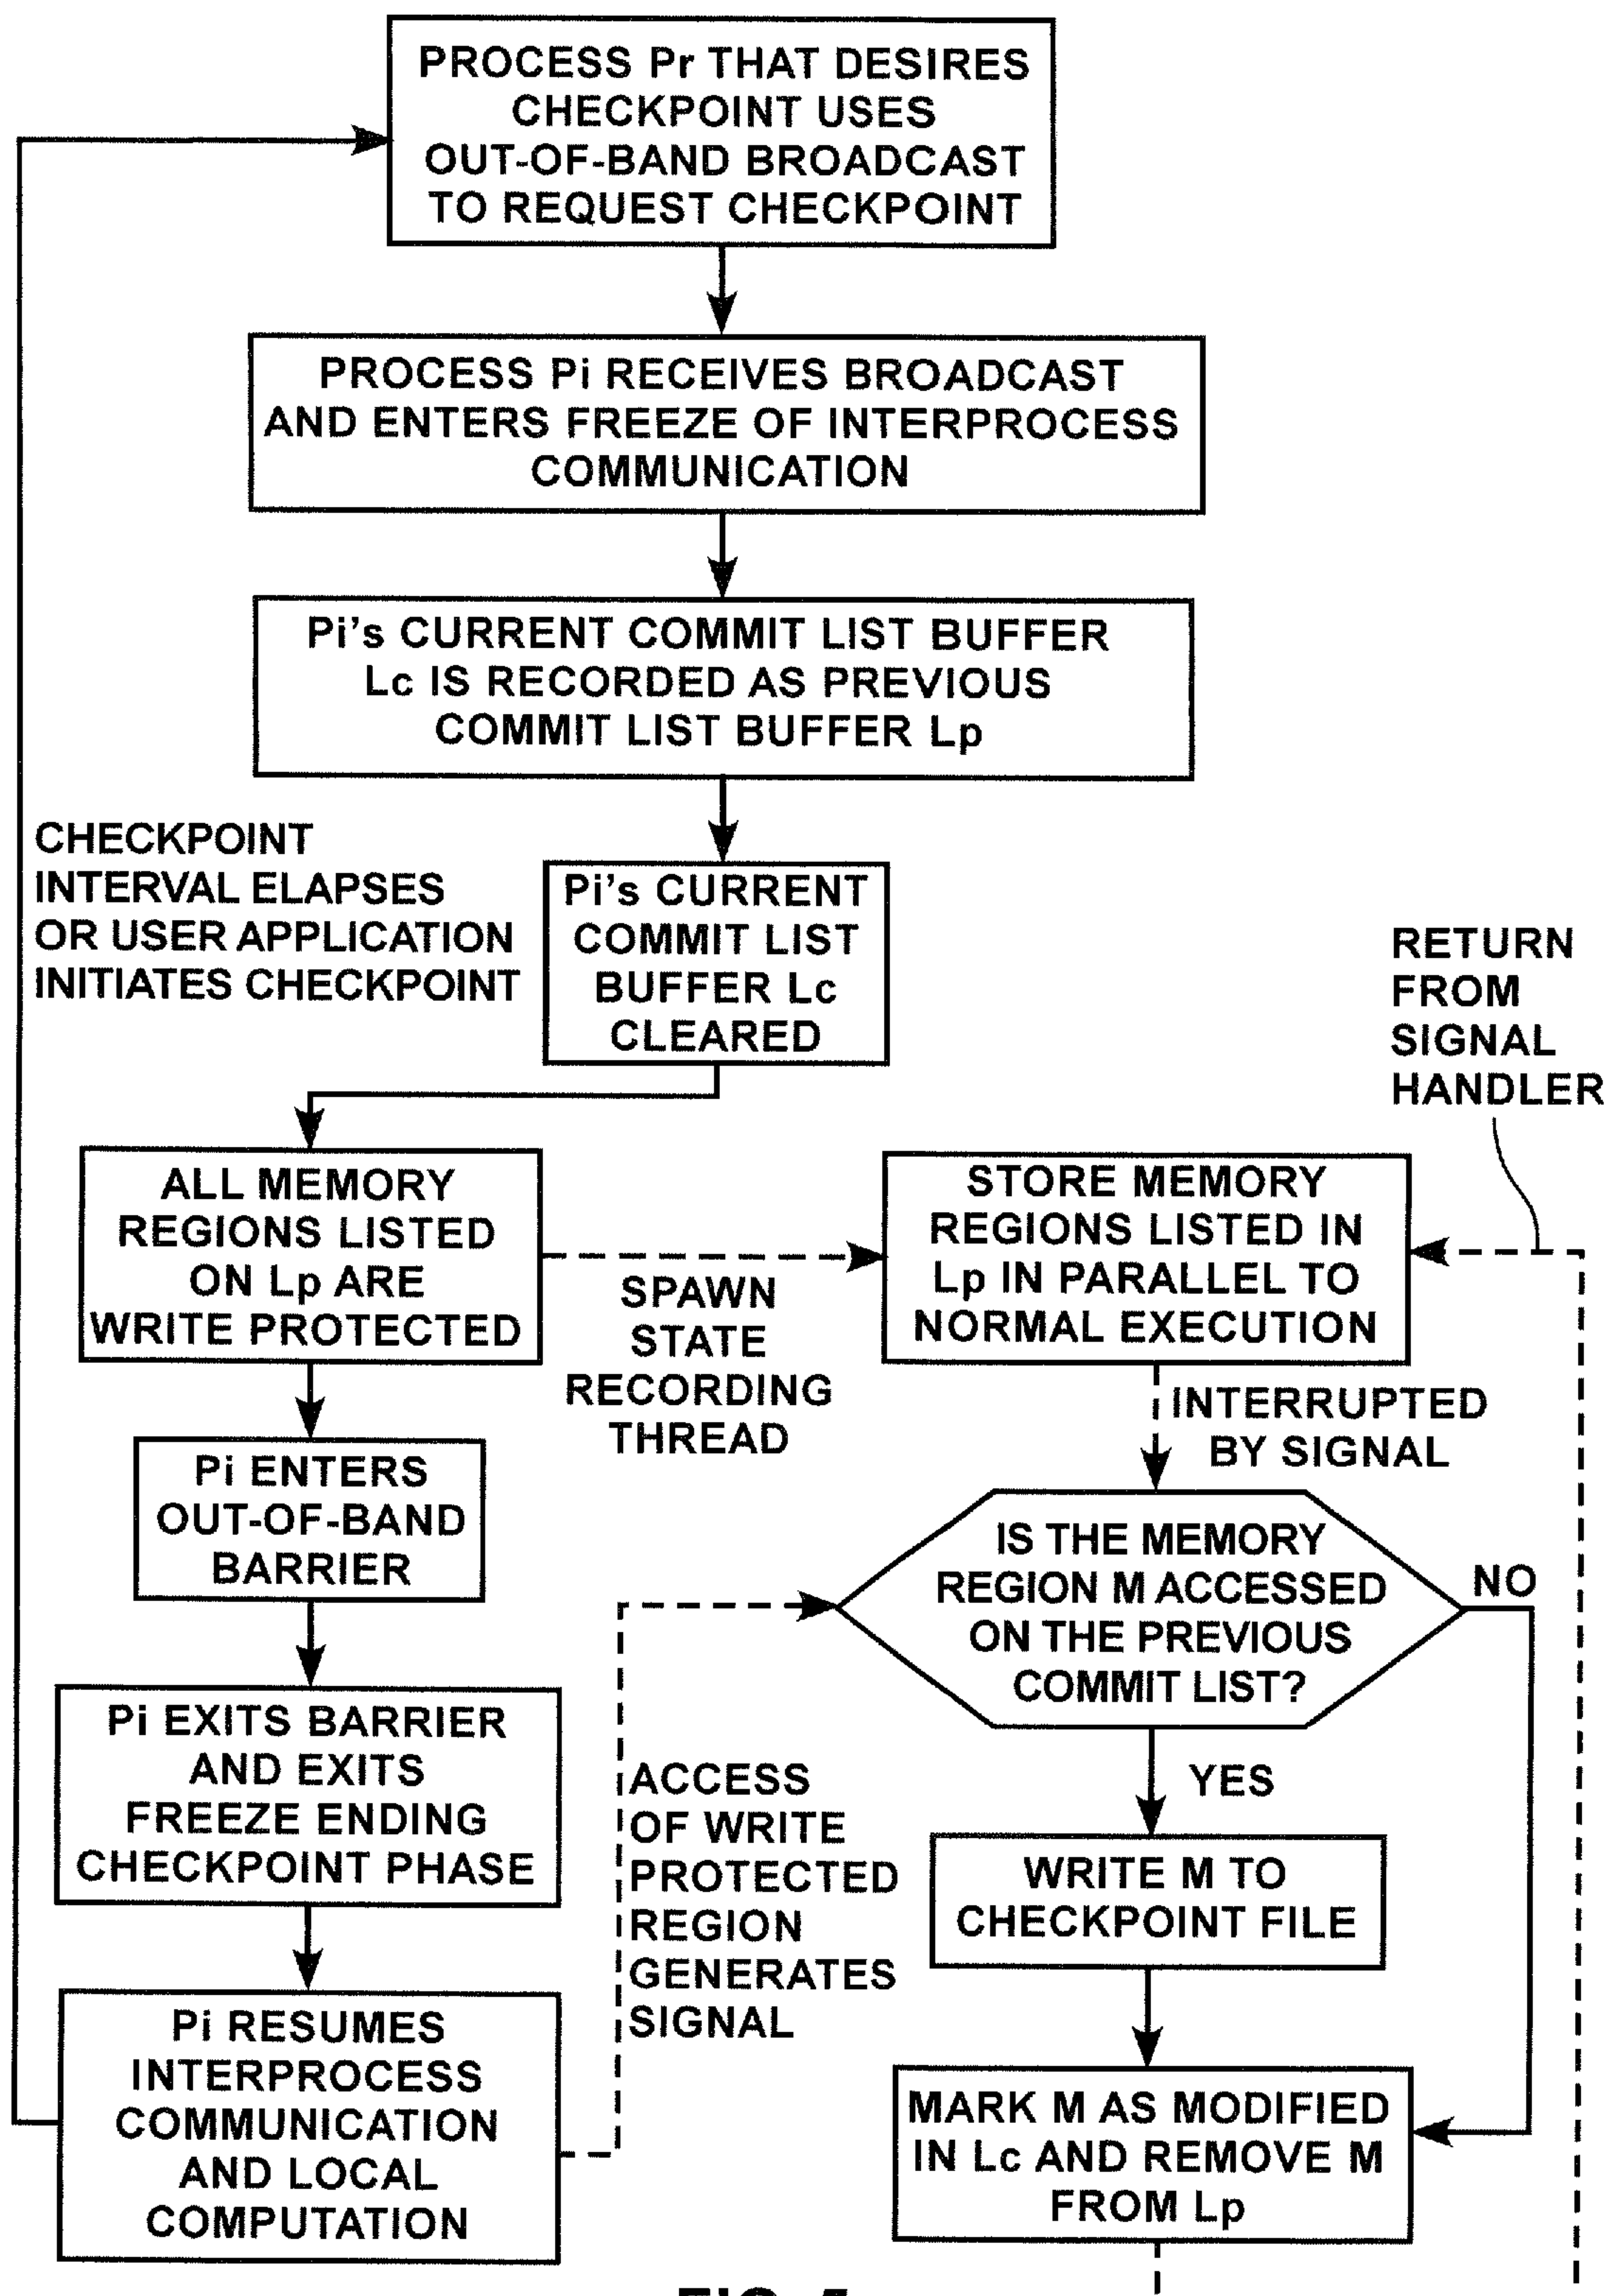 PROCESS Pr THAT DESIRES
CHECKPOINT USES
OUT-OF-BAND BROADCAST
TO REQUEST CHECKPOINT
PROCESS Pi RECEIVES BROADCAST
AND ENTERS FREEZE OF INTERPROCESS
COMMUNICATION
Pi's CURRENT COMMIT LIST BUFFER
Lc IS RECORDED AS PREVIOUS
COMMIT LIST BUFFER Lp
CHECKPOINT
INTERVAL ELAPSES
OR USER APPLICATION
INITIATES CHECKPOINT
Pi's CURRENT
COMMIT LIST
BUFFER Lc
CLEARED
RETURN
FROM
SIGNAL
HANDLER
ALL MEMORY
REGIONS LISTED
ON Lp ARE
WRITE PROTECTED
SPAWN
STATE
RECORDING
THREAD
STORE MEMORY
REGIONS LISTED IN
Lp IN PARALLEL TO
NORMAL EXECUTION
INTERRUPTED
BY SIGNAL
Pi ENTERS
OUT-OF-BAND
BARRIER
IS THE MEMORY
REGION M ACCESSED
ON THE PREVIOUS
COMMIT LIST?
NO
YES
Pi EXITS BARRIER
AND EXITS
FREEZE ENDING
CHECKPOINT PHASE
ACCESS
OF WRITE
PROTECTED
REGION
GENERATES
SIGNAL
WRITE M TO
CHECKPOINT FILE
Pi RESUMES
INTERPROCESS
COMMUNICATION
AND LOCAL
COMPUTATION
MARK M AS MODIFIED
IN Lc AND REMOVE M
FROM Lp